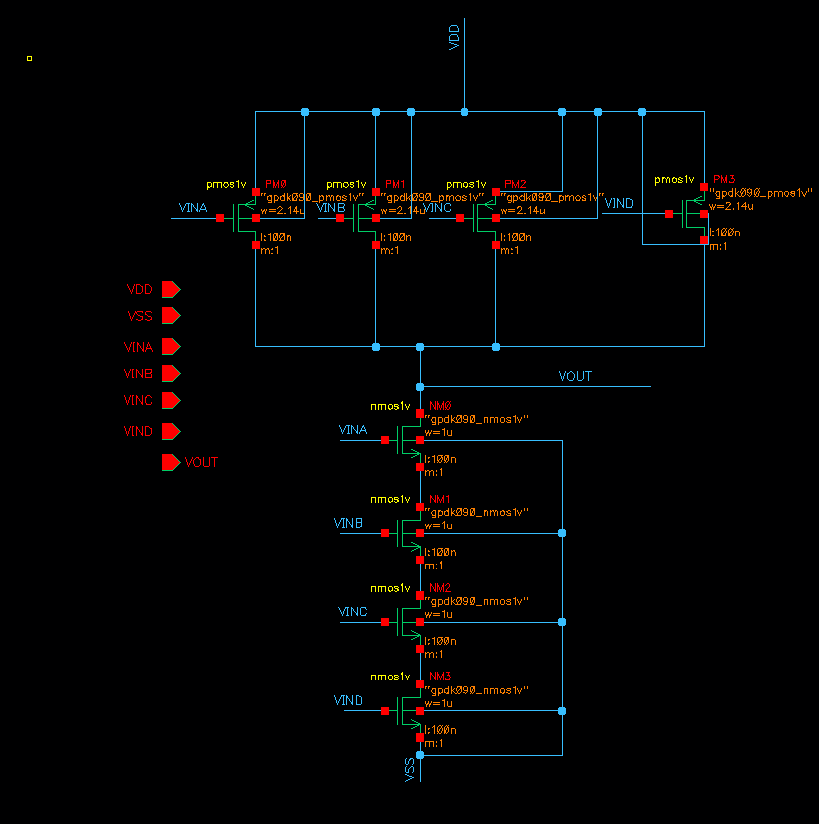 VDD
pmos1v PM0
"gpdk090_pmos1v"
VINA w=2.14u
l:100n
m:1
pmos1v PM1
"gpdk090_pmos1v"
VINB w=2.14u
l:100n
m:1
pmos1v PM2
"gpdk090_pmos1v"
VINC w=2.14u
l:100n
m:1
pmos1v PM3
"gpdk090_pmos1v"
VIND w=2.14u
l:100n
m:1
VDD
VSS
VINA
VINB
VINC
VIND
VOUT
VOUT
nmos1v NM0
"gpdk090_nmos1v"
VINA w=1u
l:100n
m:1
nmos1v NM1
"gpdk090_nmos1v"
VINB w=1u
l:100n
m:1
nmos1v NM2
"gpdk090_nmos1v"
VINC w=1u
l:100n
m:1
nmos1v NM3
"gpdk090_nmos1v"
VIND w=1u
l:100n
m:1
VSS